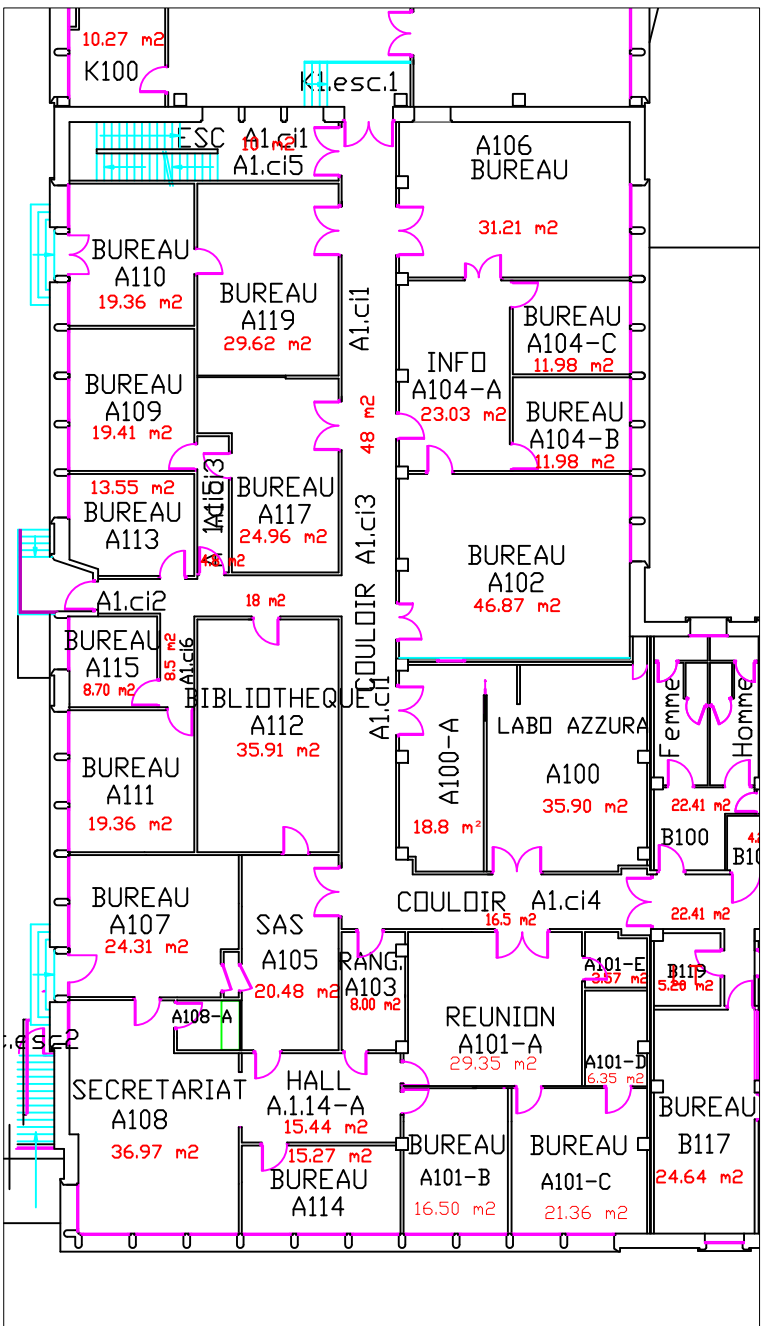 10.27 m2
K100
K1.esc.1
ESC A1.ci1
10 m2
A1.ci5
A106
BUREAU
31.21 m2
BUREAU
A110
19.36 m2
BUREAU
A119
29.62 m2
A1.ci1
BUREAU
A104-C
11.98 m2
INFO
A104-A
23.03 m2
BUREAU
A104-B
11.98 m2
BUREAU
A109
19.41 m2
48 m2
13.55 m2
BUREAU
A113
BUREAU
A117
24.96 m2
A1.ci3
BUREAU
A102
46.87 m2
A1.ci2
18 m2
COULOIR
BUREAU
A115
8.70 m2
8.5 m2
A1.ci6
BIBLIOTHEQUE
A112
35.91 m2
A1.ci1
A100-A
18.8 m²
LABO AZZURA
A100
35.90 m2
Femme
Homme
22.41 m2
B100
BUREAU
A111
19.36 m2
BUREAU
A107
24.31 m2
SAS
A105
20.48 m2
COULOIR A1.ci4
16.5 m2
22.41 m2
RANG.
A103
8.00 m2
REUNION
A101-A
29.35 m2
A101-E
3.57 m2
B119
5.20 m2
A108-A
A101-D
6.35 m2
SECRETARIAT
A108
36.97 m2
HALL
A.1.14-A
15.44 m2
15.27 m2
BUREAU
A114
BUREAU
A101-B
16.50 m2
BUREAU
A101-C
21.36 m2
BUREAU
B117
24.64 m2